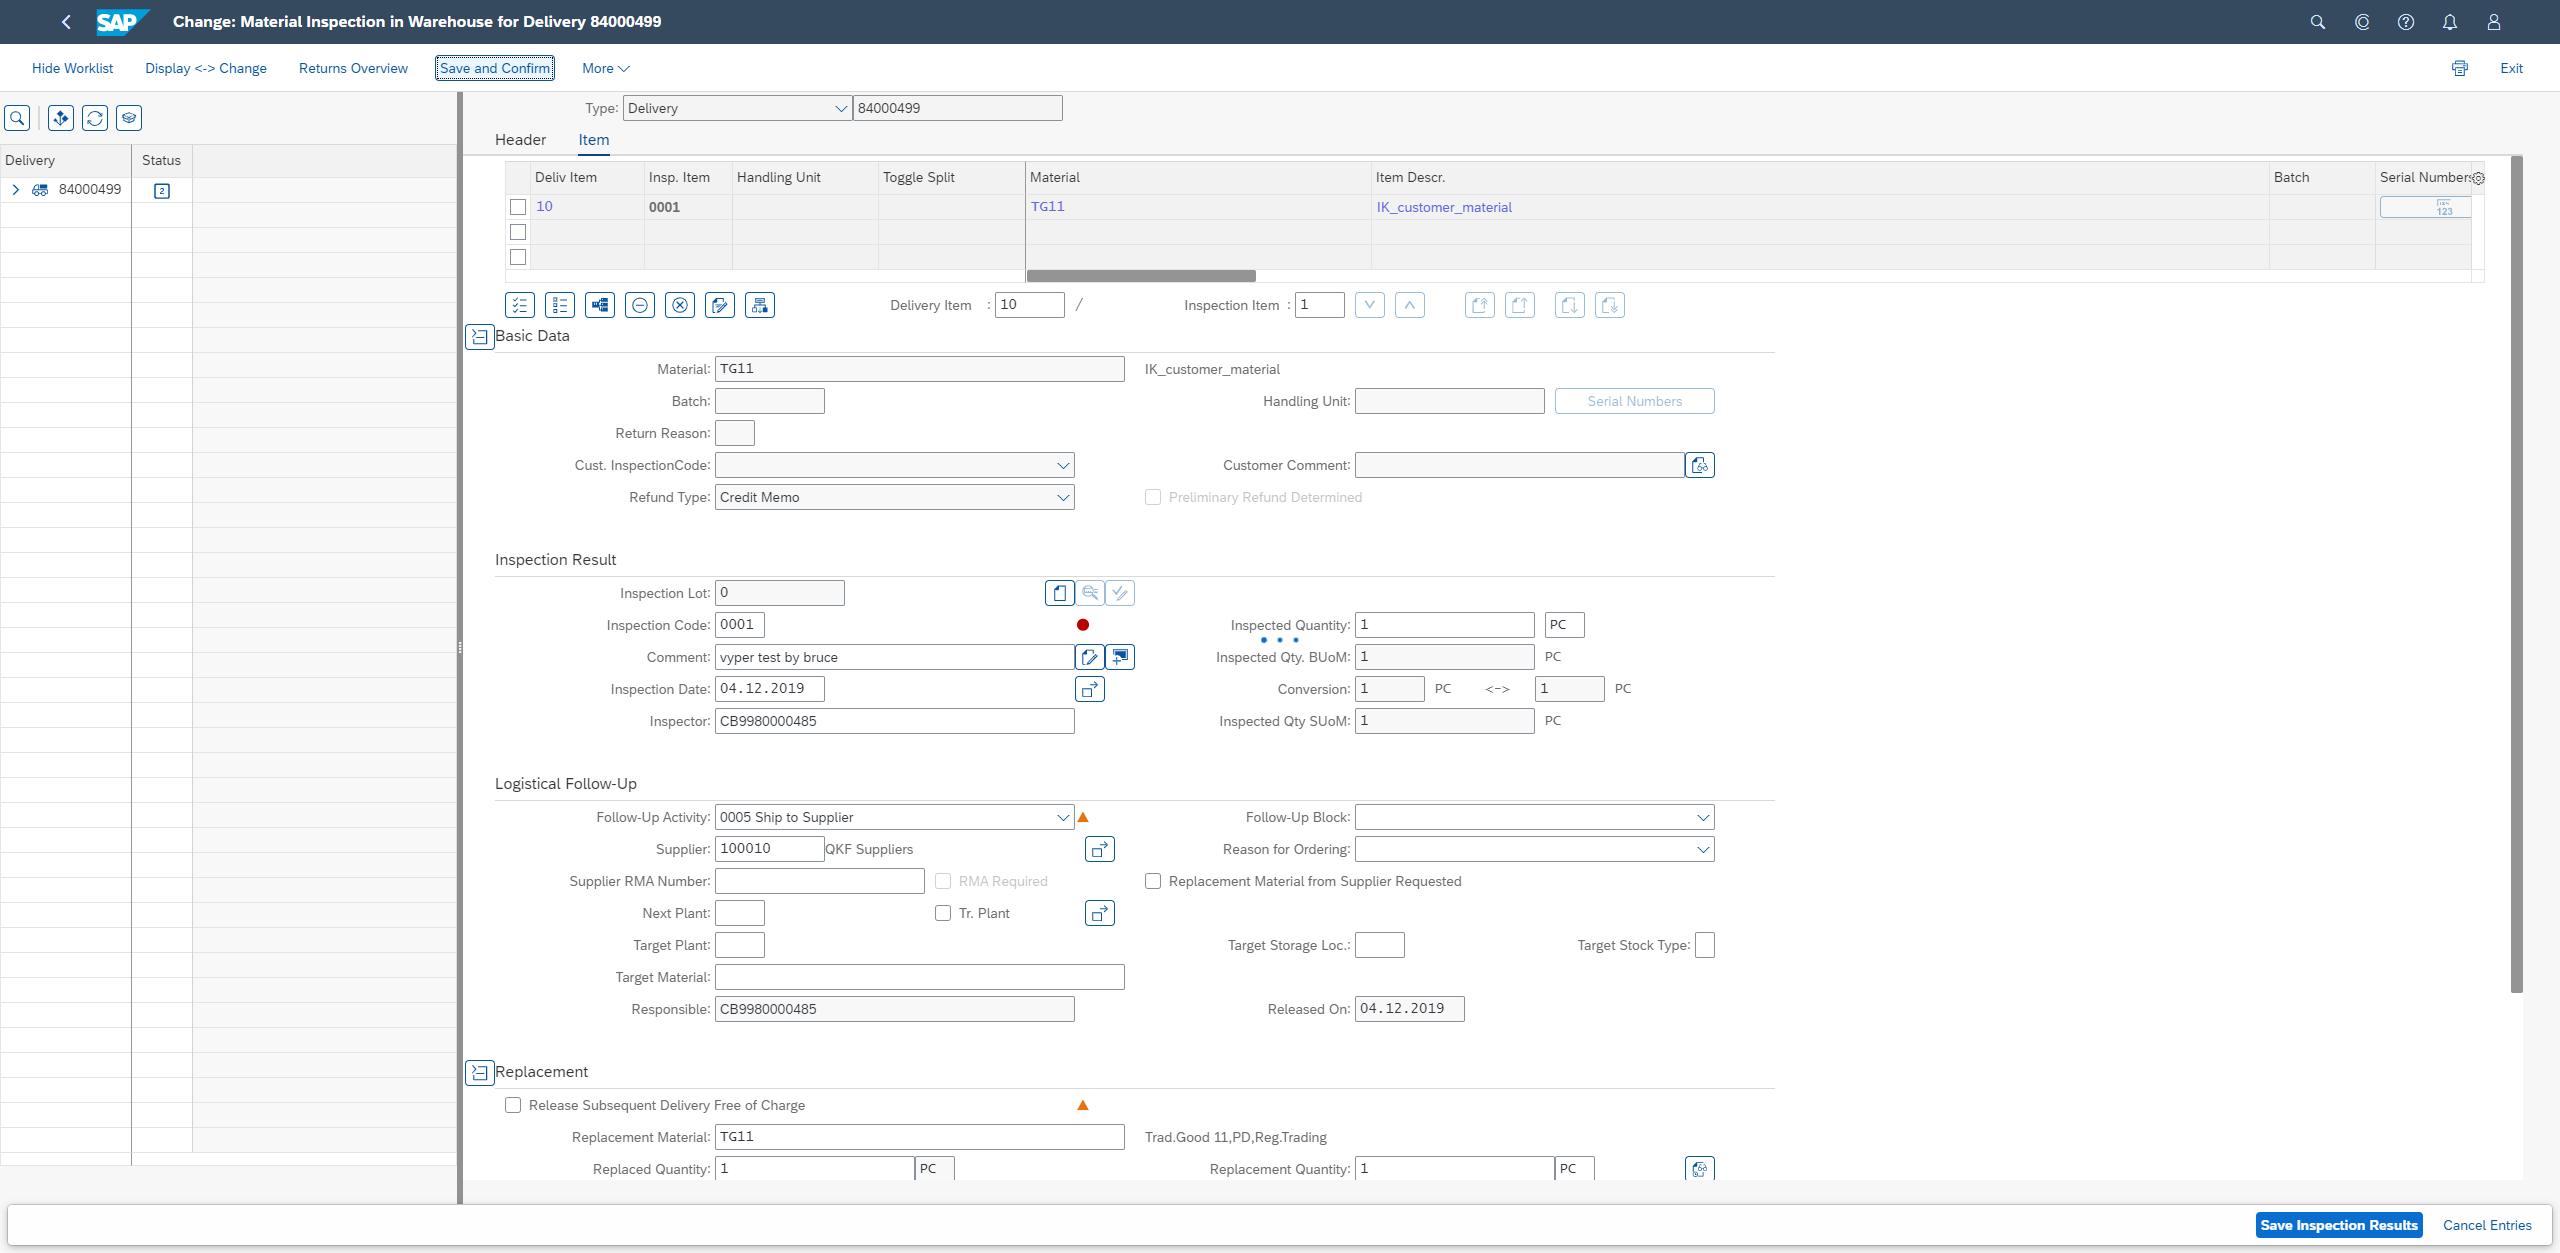 SAP Change: Material Inspection in Warehouse for Delivery 84000499
Hide Worklist Display <-> Change Returns Overview Save and Confirm More Exit
Type: Delivery 84000499
Header Item
Delivery Status
84000499 2
Deliv Item Insp. Item Handling Unit Toggle Split Material Item Descr. Batch Serial Numbers
10 0001 TG11 IK_customer_material 123
Delivery Item : 10 / Inspection Item : 1
Basic Data
Material: TG11 IK_customer_material
Batch: Handling Unit: Serial Numbers
Return Reason:
Cust. InspectionCode: Customer Comment:
Refund Type: Credit Memo Preliminary Refund Determined
Inspection Result
Inspection Lot: 0
Inspection Code: 0001 Inspected Quantity: 1 PC
Comment: vyper test by bruce Inspected Qty. BUoM: 1 PC
Inspection Date: 04.12.2019 Conversion: 1 PC <-> 1 PC
Inspector: CB9980000485 Inspected Qty SUoM: 1 PC
Logistical Follow-Up
Follow-Up Activity: 0005 Ship to Supplier Follow-Up Block:
Supplier: 100010 QKF Suppliers Reason for Ordering:
Supplier RMA Number: RMA Required Replacement Material from Supplier Requested
Next Plant: Tr. Plant
Target Plant: Target Storage Loc.: Target Stock Type:
Target Material:
Responsible: CB9980000485 Released On: 04.12.2019
Replacement
Release Subsequent Delivery Free of Charge
Replacement Material: TG11 Trad.Good 11,PD,Reg.Trading
Replaced Quantity: 1 PC Replacement Quantity: 1 PC
Save Inspection Results Cancel Entries